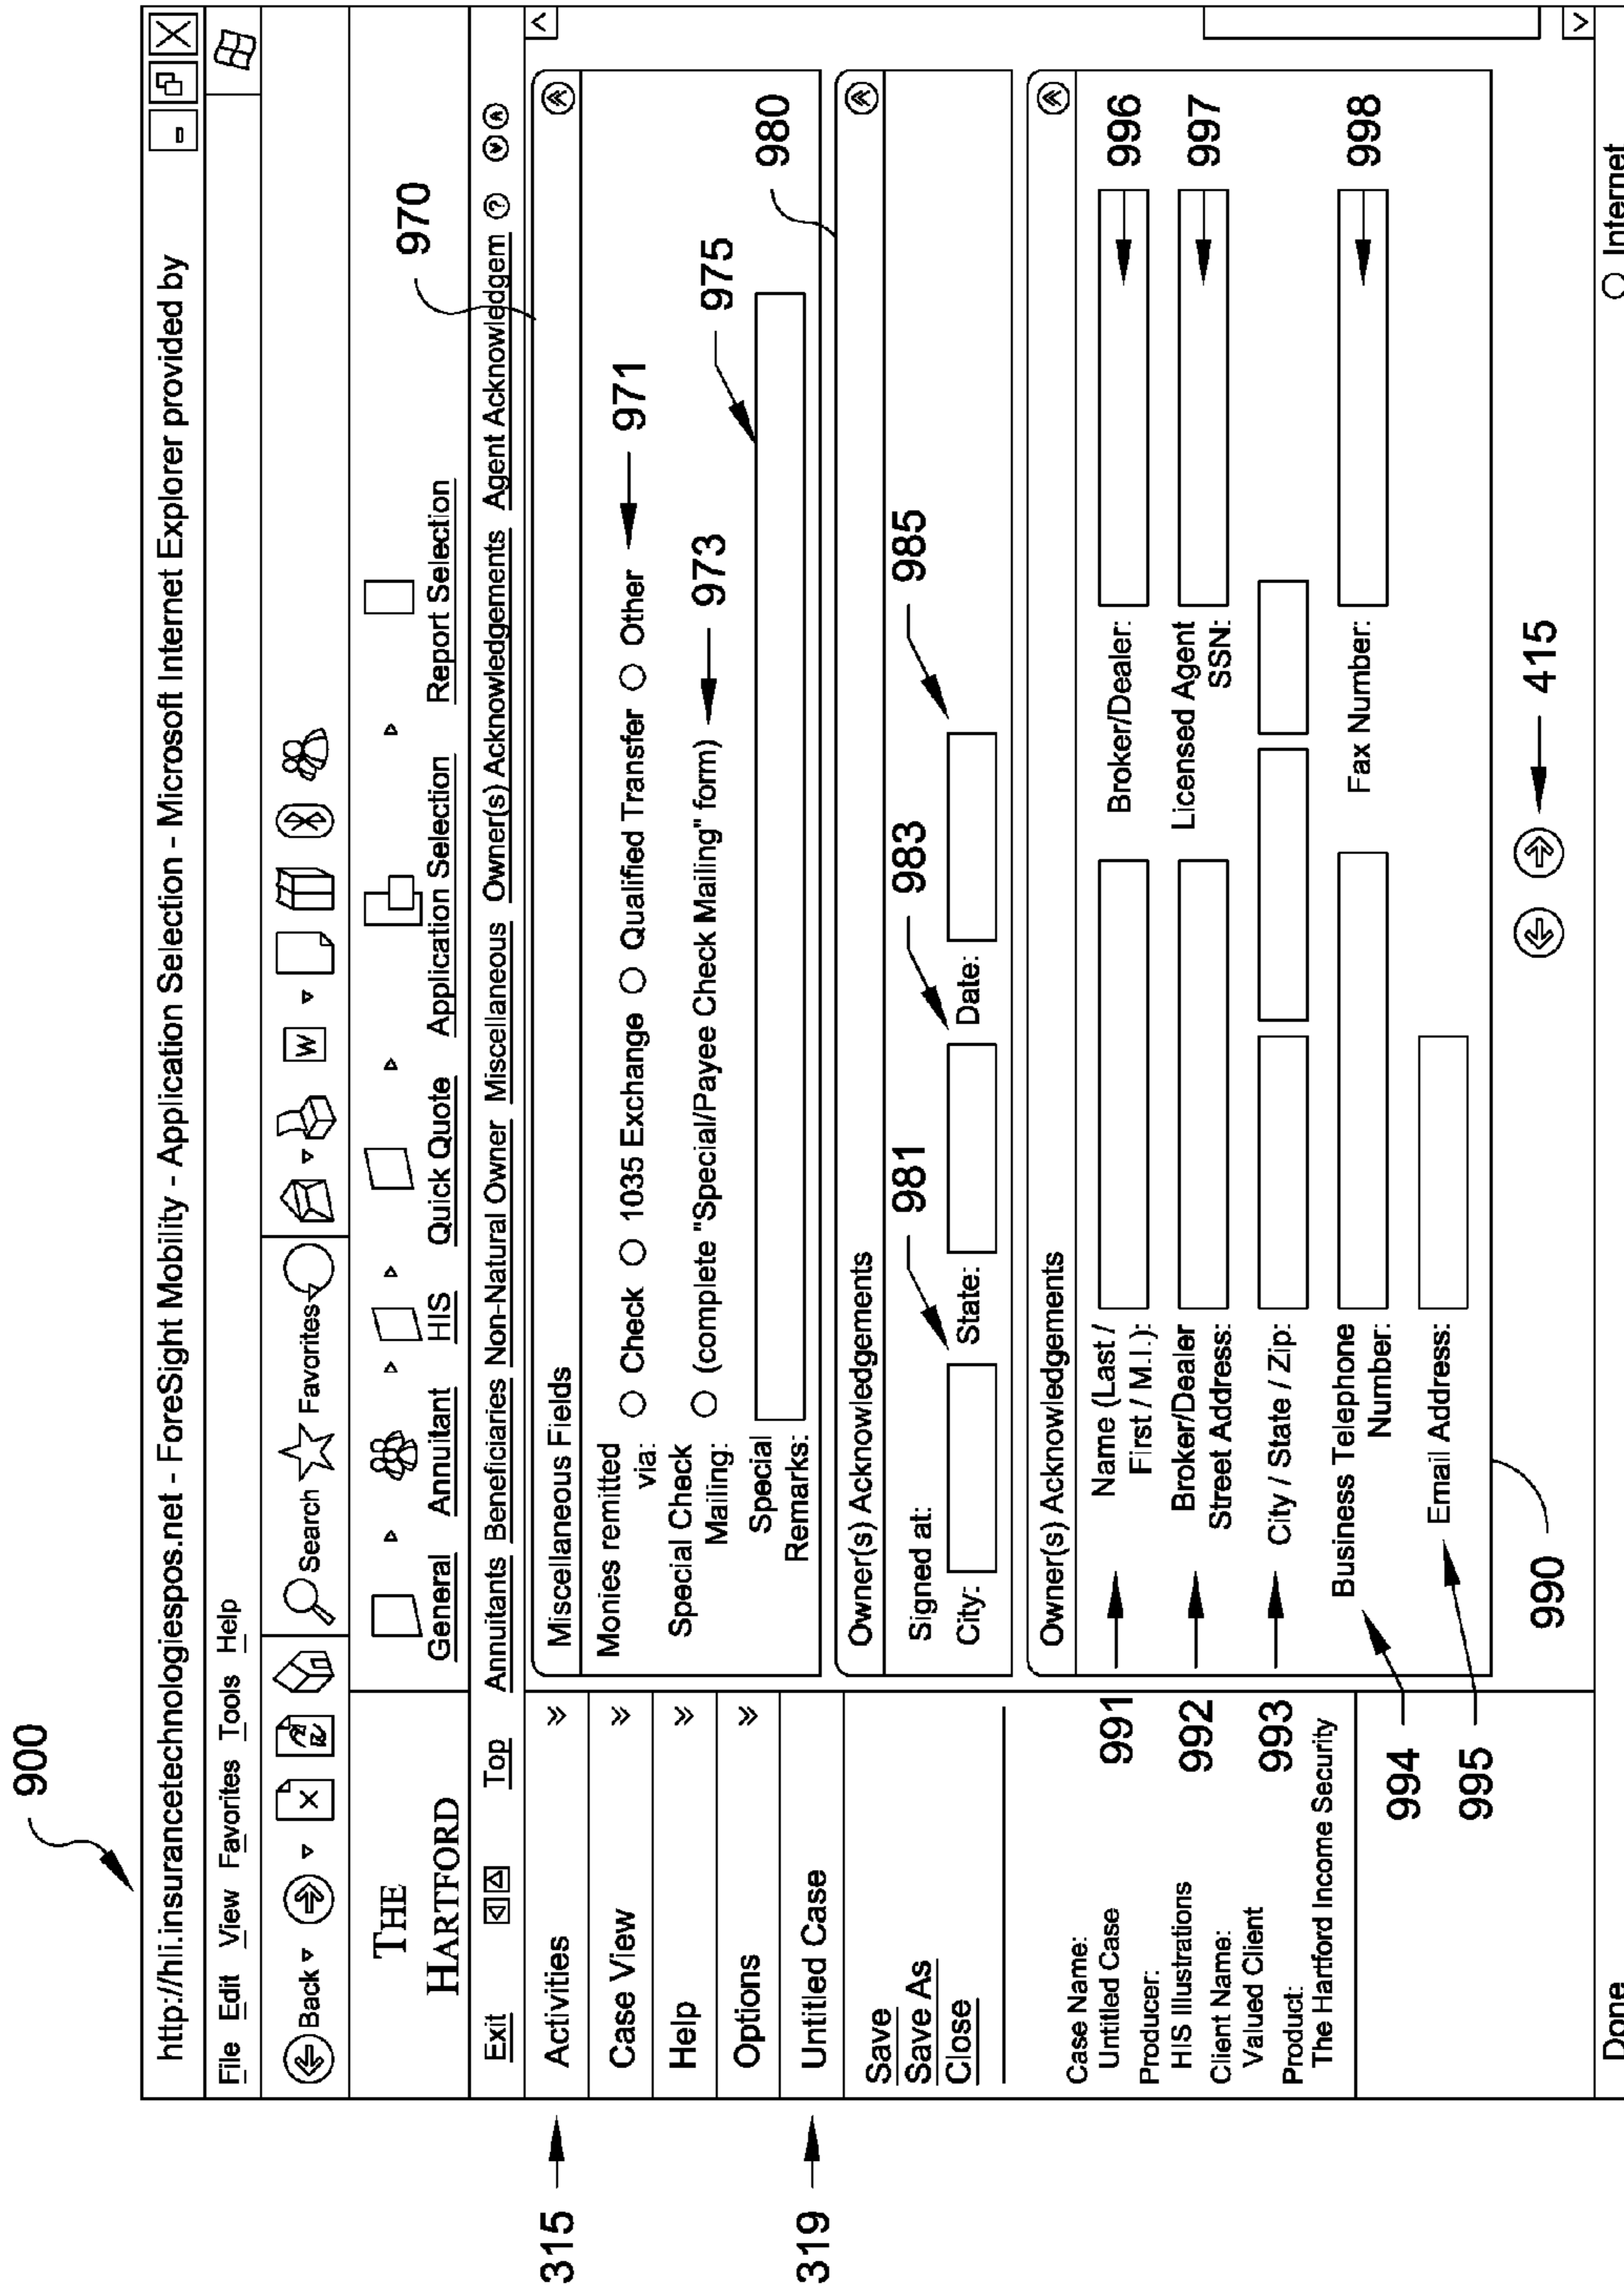 900
http://hli.insurancetechnologiespos.net - ForeSight Mobility - Application Selection - Microsoft Internet Explorer provided by
File Edit View Favorites Tools Help
Back Search Favorites W
THE
HARTFORD
General Annuitant HIS Quick Quote Application Selection Report Selection
970
Exit Top Annuitants Beneficiaries Non-Natural Owner Miscellaneous Owner(s) Acknowledgements Agent Acknowledgem ?
315
Activities
Case View
Help
Options
319
Untitled Case
Save
Save As
Close
Case Name:
Untitled Case
Producer:
HIS Illustrations
Client Name:
Valued Client
Product:
The Hartford Income Security
Miscellaneous Fields
Monies remitted
via:
Check 1035 Exchange Qualified Transfer Other 971
Special Check
Mailing:
(complete "Special/Payee Check Mailing" form) 973
975
Special
Remarks:
980
Owner(s) Acknowledgements
Signed at:
981 983 985
City: State: Date:
Owner(s) Acknowledgements
991
Name (Last /
First / M.I.):
Broker/Dealer: 996
992
Broker/Dealer
Street Address:
Licensed Agent
SSN:
997
993
City / State / Zip:
994
Business Telephone
Number:
Fax Number: 998
995
Email Address:
990
415
Done
Internet